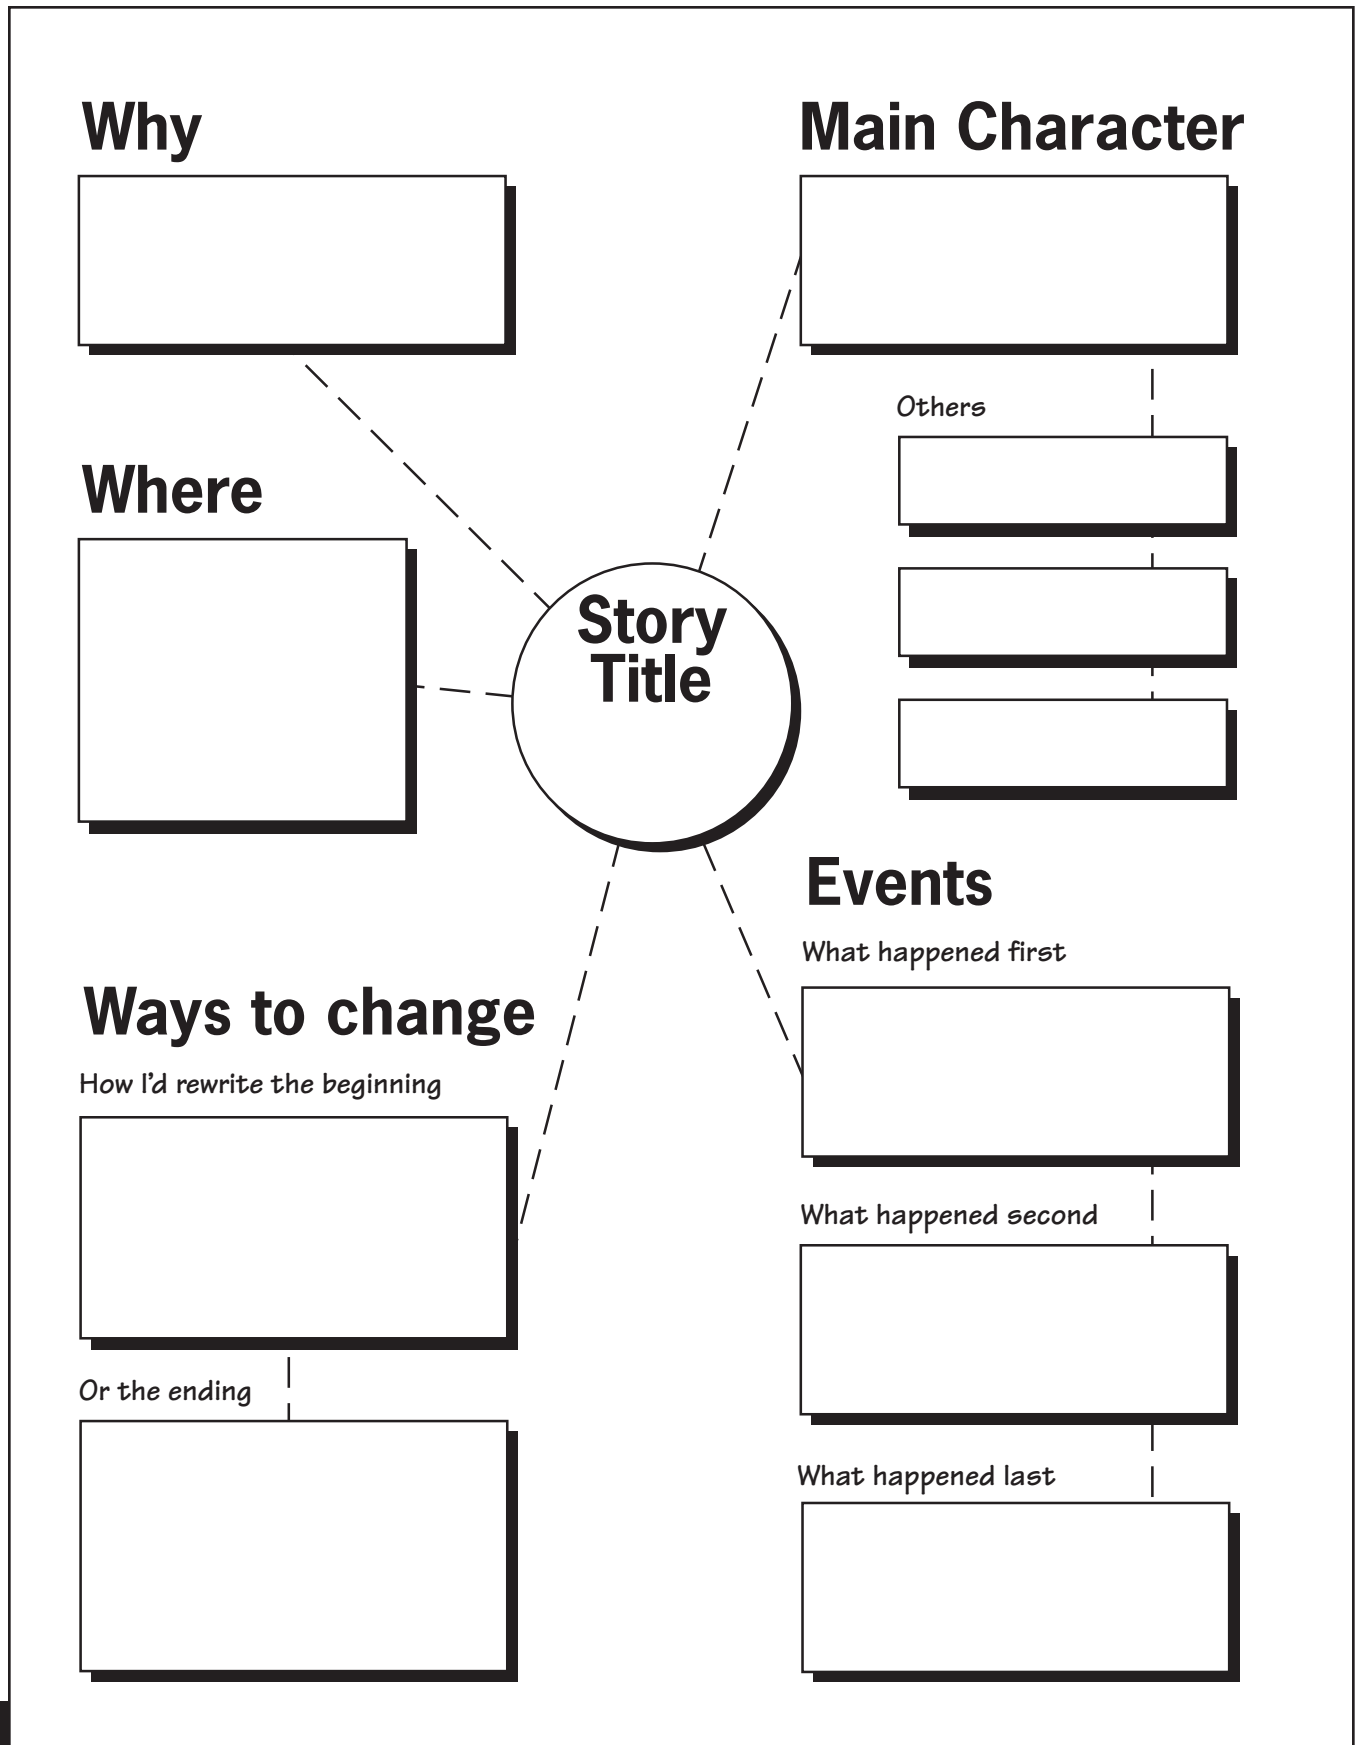 Why
Main Character
Others
Where
Story
Title
Events
What happened first
Ways to change
How I'd rewrite the beginning
What happened second
Or the ending
What happened last